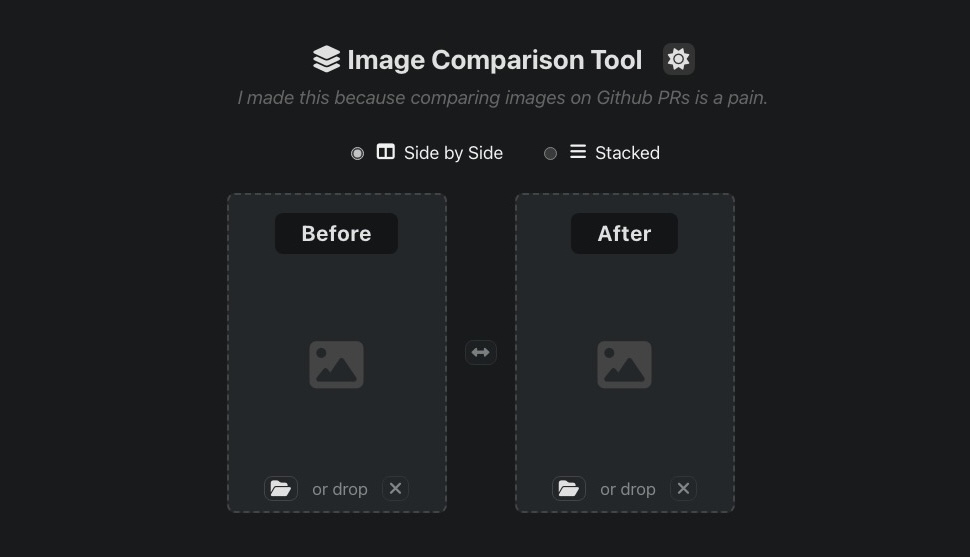 Image Comparison Tool
I made this because comparing images on Github PRs is a pain.
Side by Side Stacked
Before
After
or drop
or drop